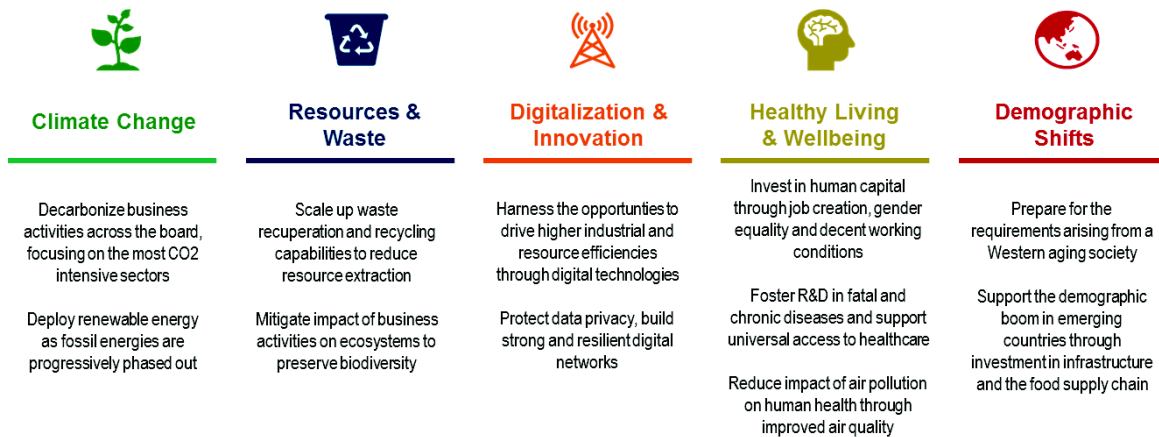 Climate Change
Decarbonize business
activities across the board,
focusing on the most CO2
intensive sectors
Deploy renewable energy
as fossil energies are
progressively phased out
Resources &
Waste
Scale up waste
recuperation and recycling
capabilities to reduce
resource extraction
Mitigate impact of business
activities on ecosystems to
preserve biodiversity
Digitalization &
Innovation
Harness the opportunties to
drive higher industrial and
resource efficiencies
through digital technologies
Protect data privacy, build
strong and resilient digital
networks
Healthy Living
& Wellbeing
Invest in human capital
through job creation, gender
equality and decent working
conditions
Foster R&D in fatal and
chronic diseases and support
universal access to healthcare
Reduce impact of air pollution
on human health through
improved air quality
Demographic
Shifts
Prepare for the
requirements arising from a
Western aging society
Support the demographic
boom in emerging
countries through
investment in infrastructure
and the food supply chain